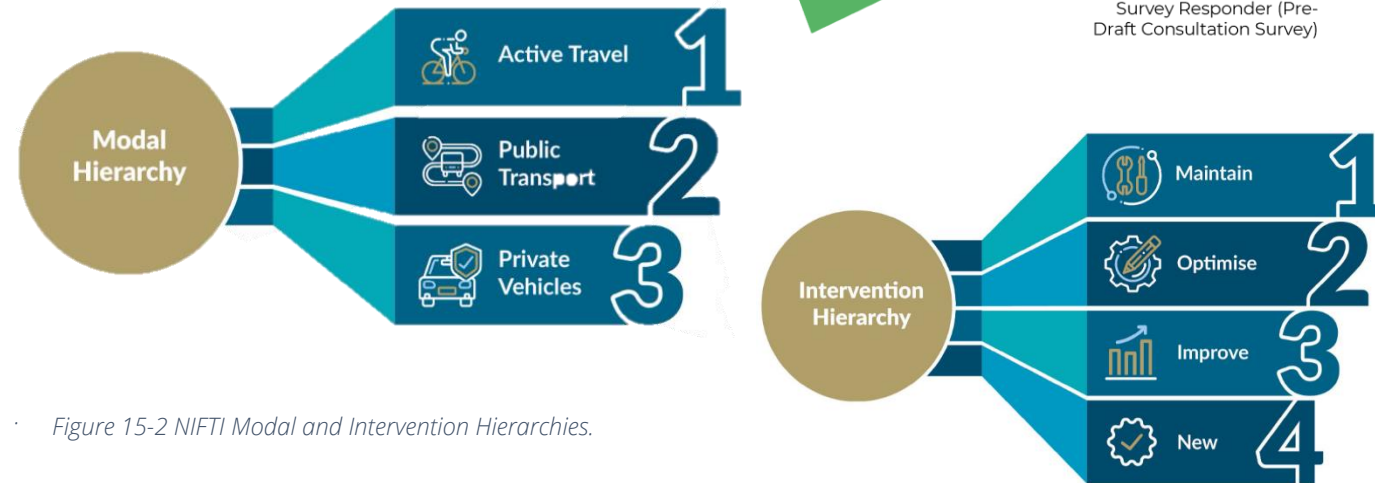 Survey Responder (Pre-
Draft Consultation Survey)
Modal
Hierarchy
Active Travel
1
Public
Transport
2
Private
Vehicles
3
Intervention
Hierarchy
Maintain
1
Optimise
2
Improve
3
New
4
· Figure 15-2 NIFTI Modal and Intervention Hierarchies.